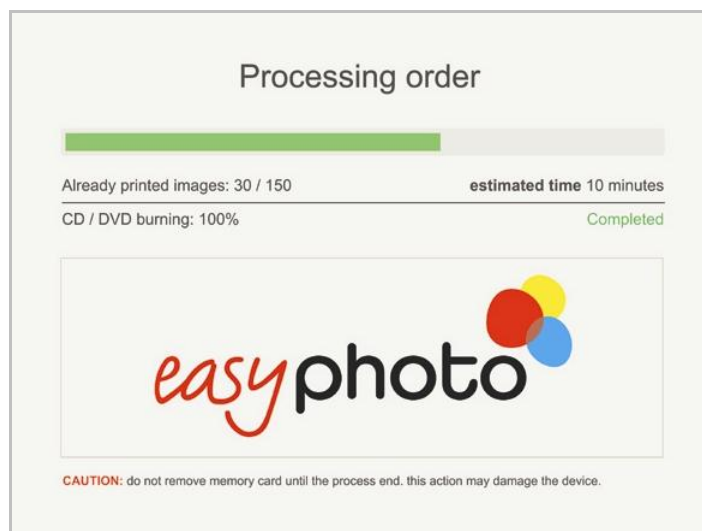 Processing order
Already printed images: 30 / 150 estimated time 10 minutes
CD / DVD burning: 100% Completed
easyphoto
CAUTION: do not remove memory card until the process end. this action may damage the device.